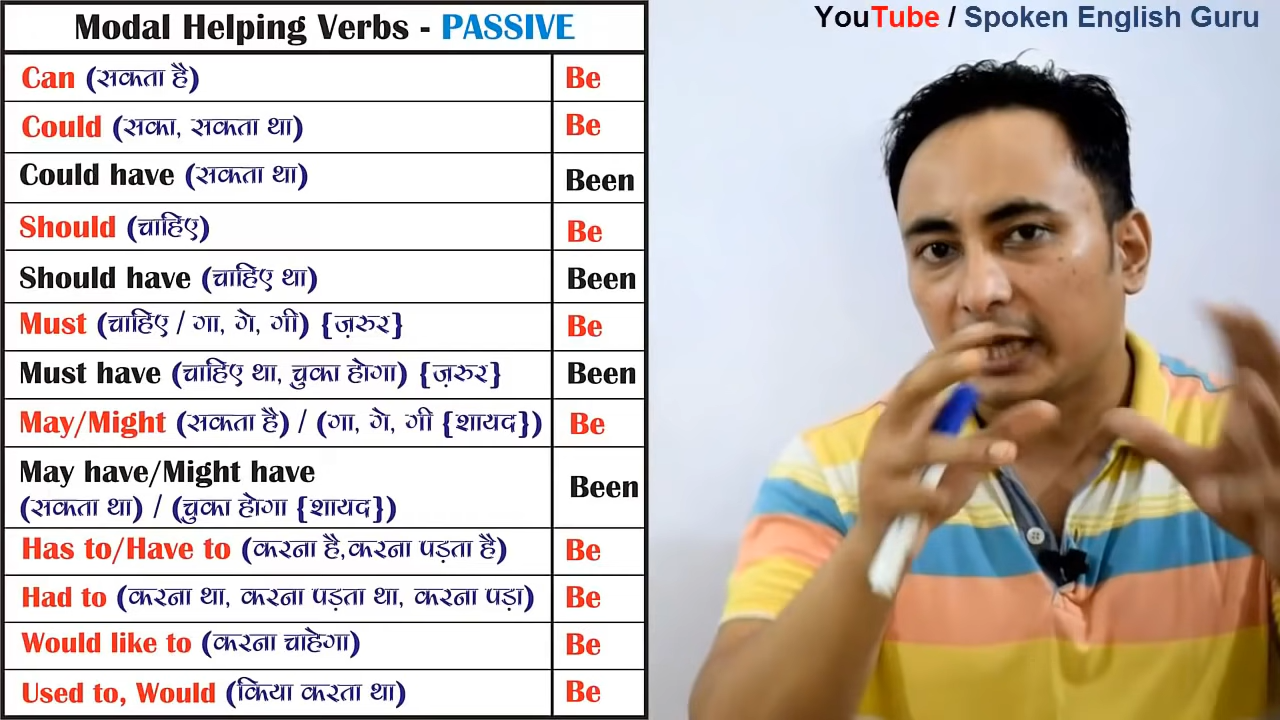 YouTube / Spoken English Guru
Modal Helping Verbs - PASSIVE
Can (सकता है) Be
Could (सका, सकता था) Be
Could have (सकता था) Been
Should (चाहिए) Be
Should have (चाहिए था) Been
Must (चाहिए / गा, गे, गी) {ज़रुर} Be
Must have (चाहिए था, चुका होगा) {ज़रुर} Been
May/Might (सकता है) / (गा, गे, गी {शायद}) Be
May have/Might have
(सकता था) / (चुका होगा {शायद}) Been
Has to/Have to (करना है,करना पड़ता है) Be
Had to (करना था, करना पड़ता था, करना पड़ा) Be
Would like to (करना चाहेगा) Be
Used to, Would (किया करता था) Be